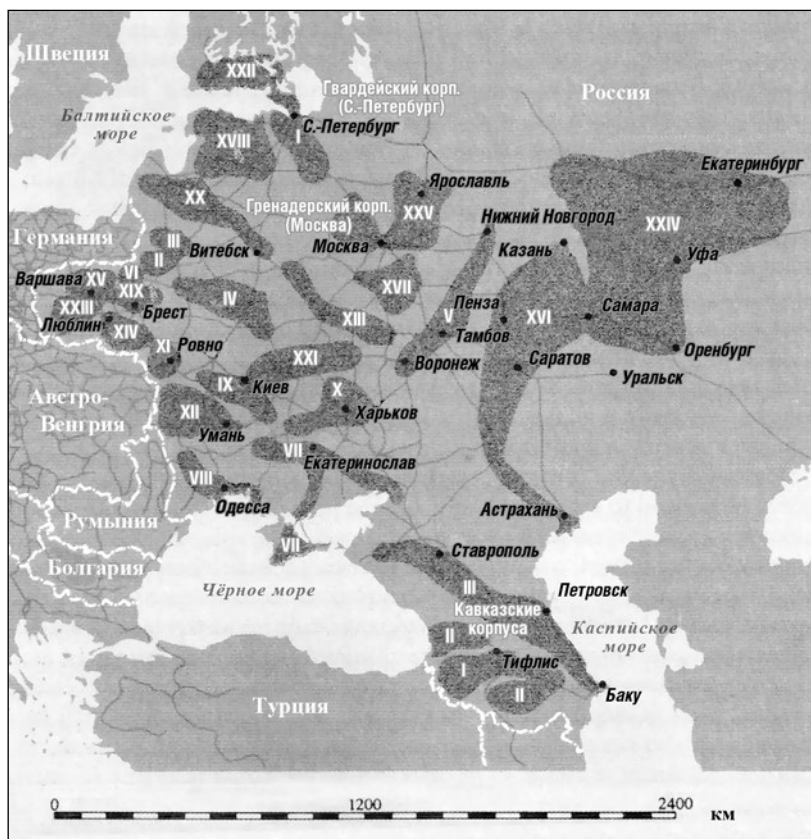 Швеция
XXII
Гвардейский корп.
(С.-Петербург)
Россия
Балтийское
море
С.-Петербург
XVIII
I
Екатеринбург
Ярославль
XX
XXV
Гренадерский корп.
(Москва)
Нижний Новгород
XXIV
Германия
III
II
Витебск
Москва
Казань
Уфа
Варшава
XV
VI
XIX
IV
XVII
XXIII
Брест
XIII
V
Пенза
XVI
Самара
Люблин
XIV
Тамбов
XI
Ровно
XXI
Воронеж
Саратов
Оренбург
Уральск
IX
Киев
X
Австро-
Венгрия
XII
Харьков
Умань
VII
Екатеринослав
VIII
Одесса
Астрахань
Румыния
VII
Ставрополь
Болгария
Чёрное море
III
Петровск
Кавказские
корпуса
Каспийское
море
II
Тифлис
I
II
Баку
Турция
0 1200 2400 км